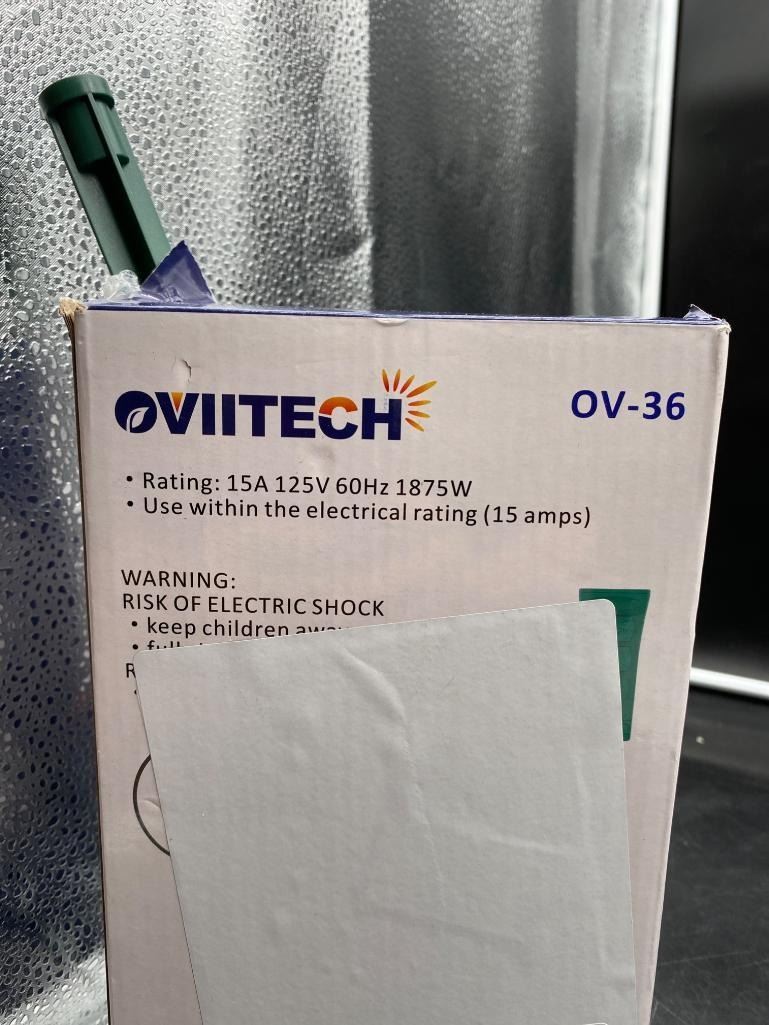 OVIITECH
OV-36
• Rating: 15A 125V 60Hz 1875W
• Use within the electrical rating (15 amps)
WARNING:
RISK OF ELECTRIC SHOCK
• keep children